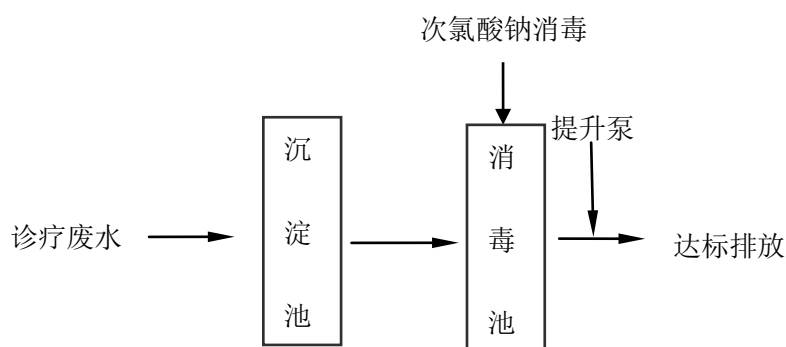 次氯酸钠消毒
提升泵
沉淀池
消毒池
诊疗废水
达标排放